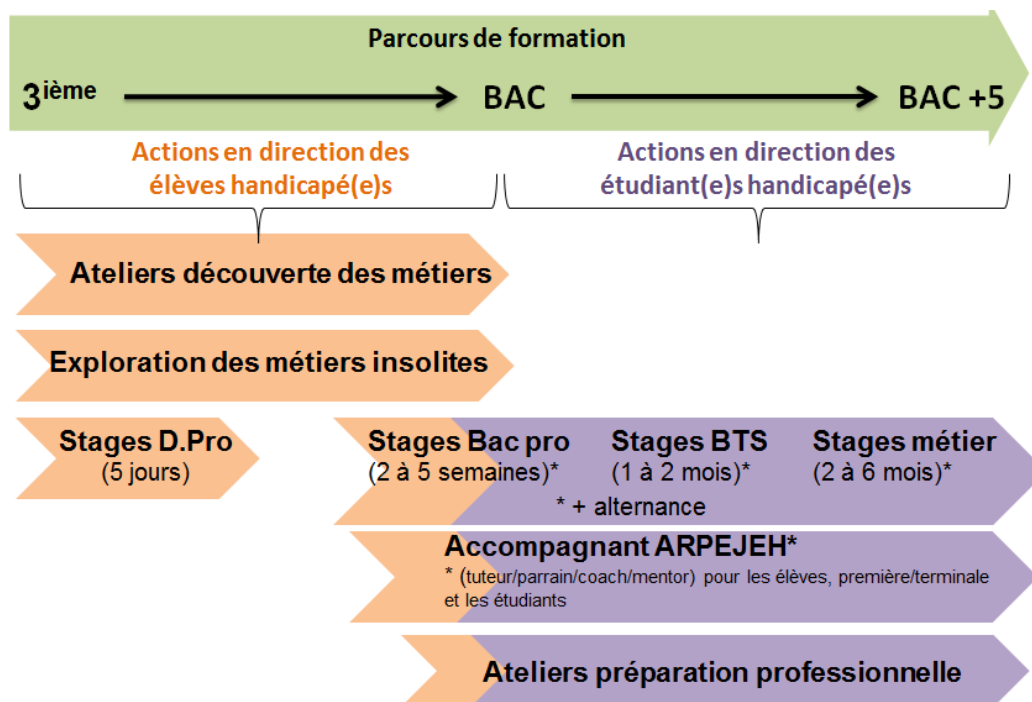 Parcours de formation
3ième BAC BAC +5
Actions en direction des
élèves handicapé(e)s
Actions en direction des
étudiant(e)s handicapé(e)s
Ateliers découverte des métiers
Exploration des métiers insolites
Stages D.Pro
(5 jours)
Stages Bac pro
(2 à 5 semaines)*
Stages BTS
(1 à 2 mois)*
Stages métier
(2 à 6 mois)*
* + alternance
Accompagnant ARPEJEH*
* (tuteur/parrain/coach/mentor) pour les élèves, première/terminale
et les étudiants
Ateliers préparation professionnelle